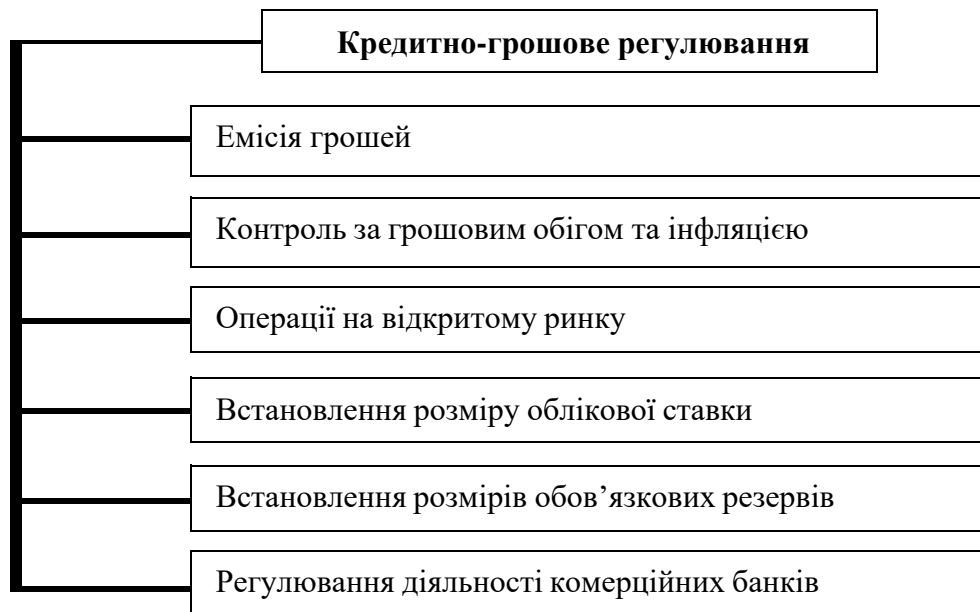 Кредитно-грошове регулювання
Емісія грошей
Контроль за грошовим обігом та інфляцією
Операції на відкритого ринку
Встановлення розміру облікової ставки
Встановлення розмірів обов’язкових резервів
Регулювання діяльності комерційних банків